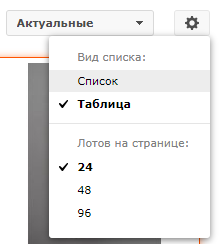 Актуальные
Вид списка:
Список
Таблица
Лотов на странице:
24
48
96